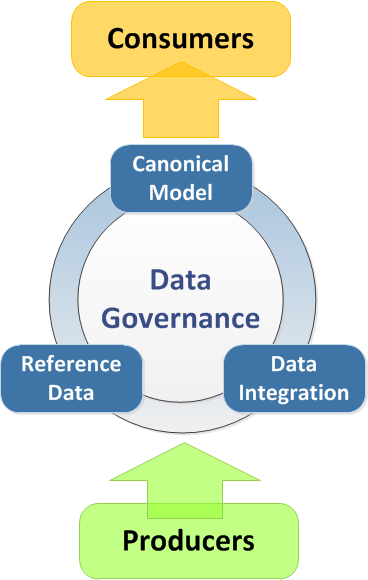 Consumers
Canonical
Model
Data
Governance
Reference
Data
Data
Integration
Producers